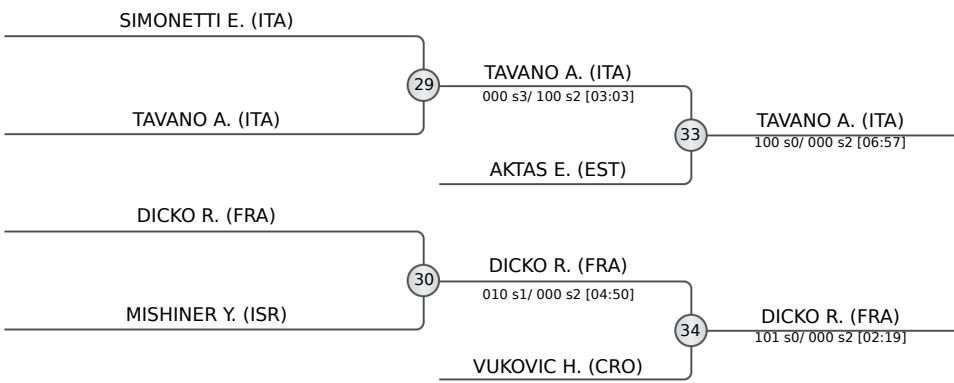 SIMONETTI E. (ITA)
29
TAVANO A. (ITA)
000 s3/ 100 s2 [03:03]
TAVANO A. (ITA)
33
TAVANO A. (ITA)
100 s0/ 000 s2 [06:57]
AKTAS E. (EST)
DICKO R. (FRA)
30
DICKO R. (FRA)
010 s1/ 000 s2 [04:50]
MISHINER Y. (ISR)
34
DICKO R. (FRA)
101 s0/ 000 s2 [02:19]
VUKOVIC H. (CRO)